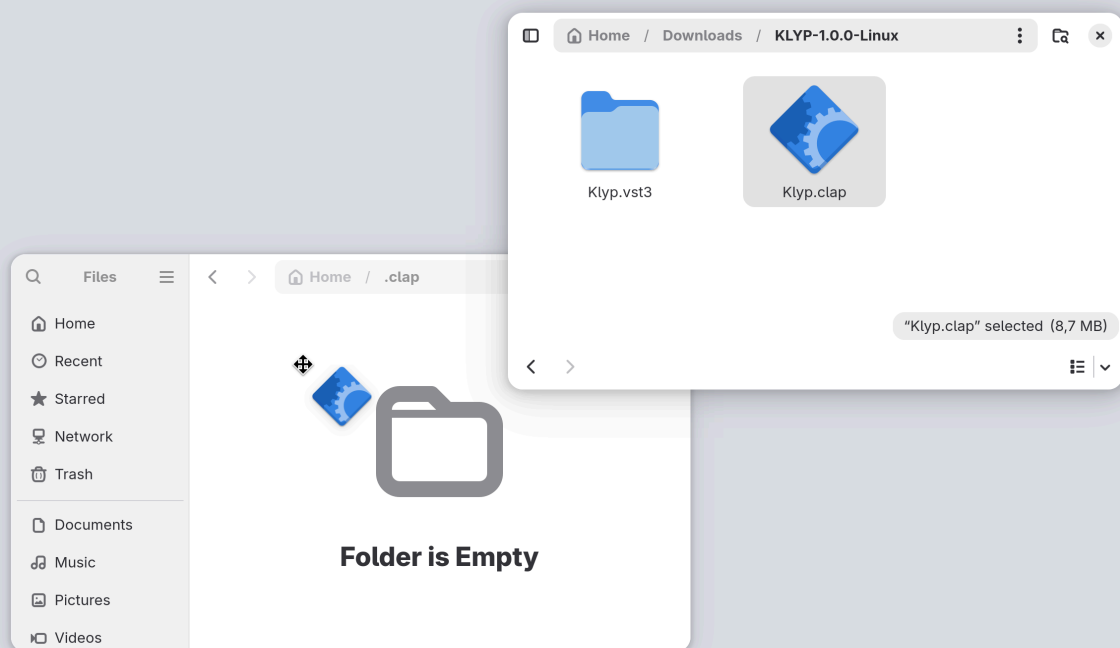 Home / Downloads / KLYP-1.0.0-Linux
Klyp.vst3
Klyp.clap
“Klyp.clap” selected (8,7 MB)
Files
Home / .clap
Home
Recent
Starred
Network
Trash
Documents
Music
Pictures
Videos
Folder is Empty